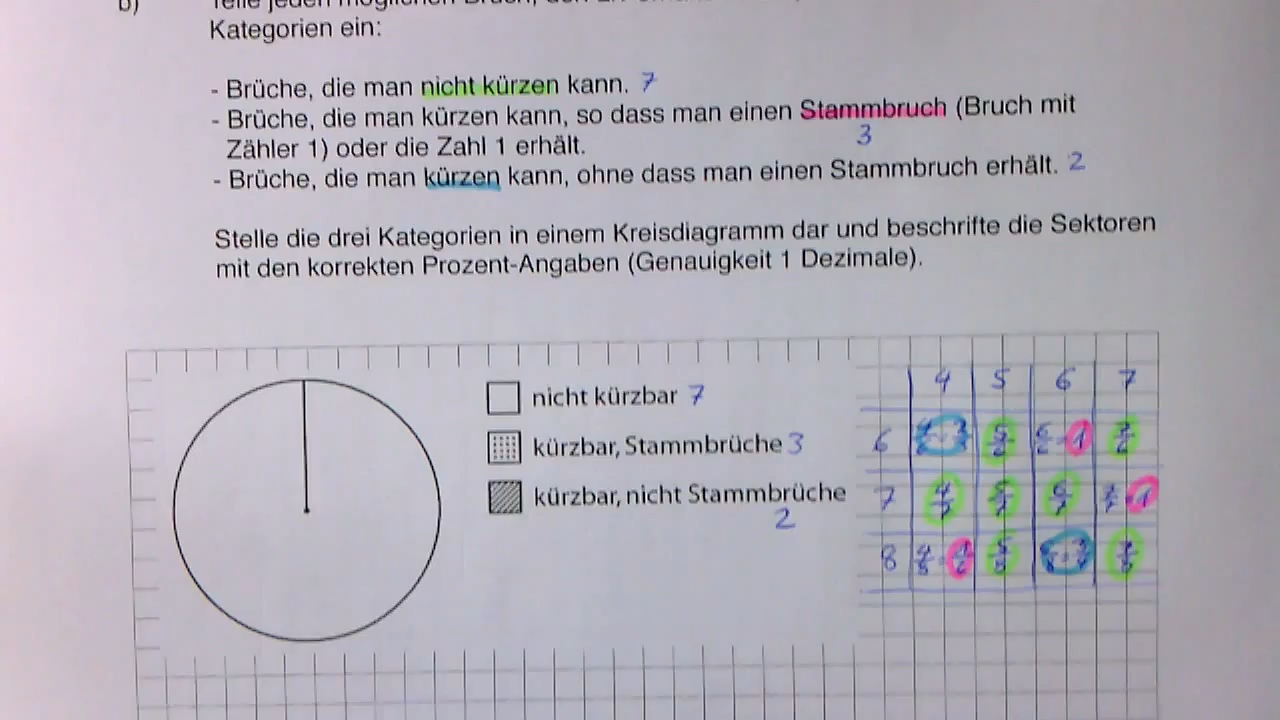 b)
Kategorien ein:
- Brüche, die man nicht kürzen kann. 7
- Brüche, die man kürzen kann, so dass man einen Stammbruch (Bruch mit
Zähler 1) oder die Zahl 1 erhält.
3
- Brüche, die man kürzen kann, ohne dass man einen Stammbruch erhält. 2
Stelle die drei Kategorien in einem Kreisdiagramm dar und beschrifte die Sektoren
mit den korrekten Prozent-Angaben (Genauigkeit 1 Dezimale).
nicht kürzbar 7
kürzbar, Stammbrüche 3
kürzbar, nicht Stammbrüche
2
4 5 6 7
6
7
8